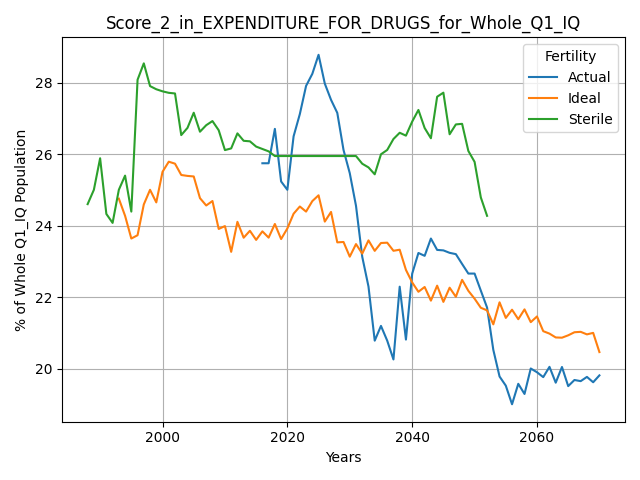 Score_2_in_EXPENDITURE_FOR_DRUGS_for_Whole_Q1_IQ
Fertility
Actual
Ideal
Sterile
% of Whole Q1_IQ Population
28
26
24
22
20
2000
2020
2040
2060
Years